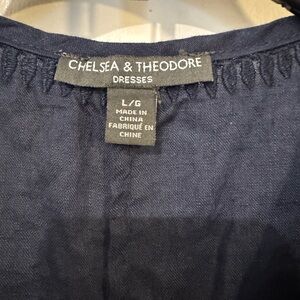 CHELSEA & THEODORE
DRESSES
L/G
MADE IN
CHINA
FABRIQUÉ EN
CHINE